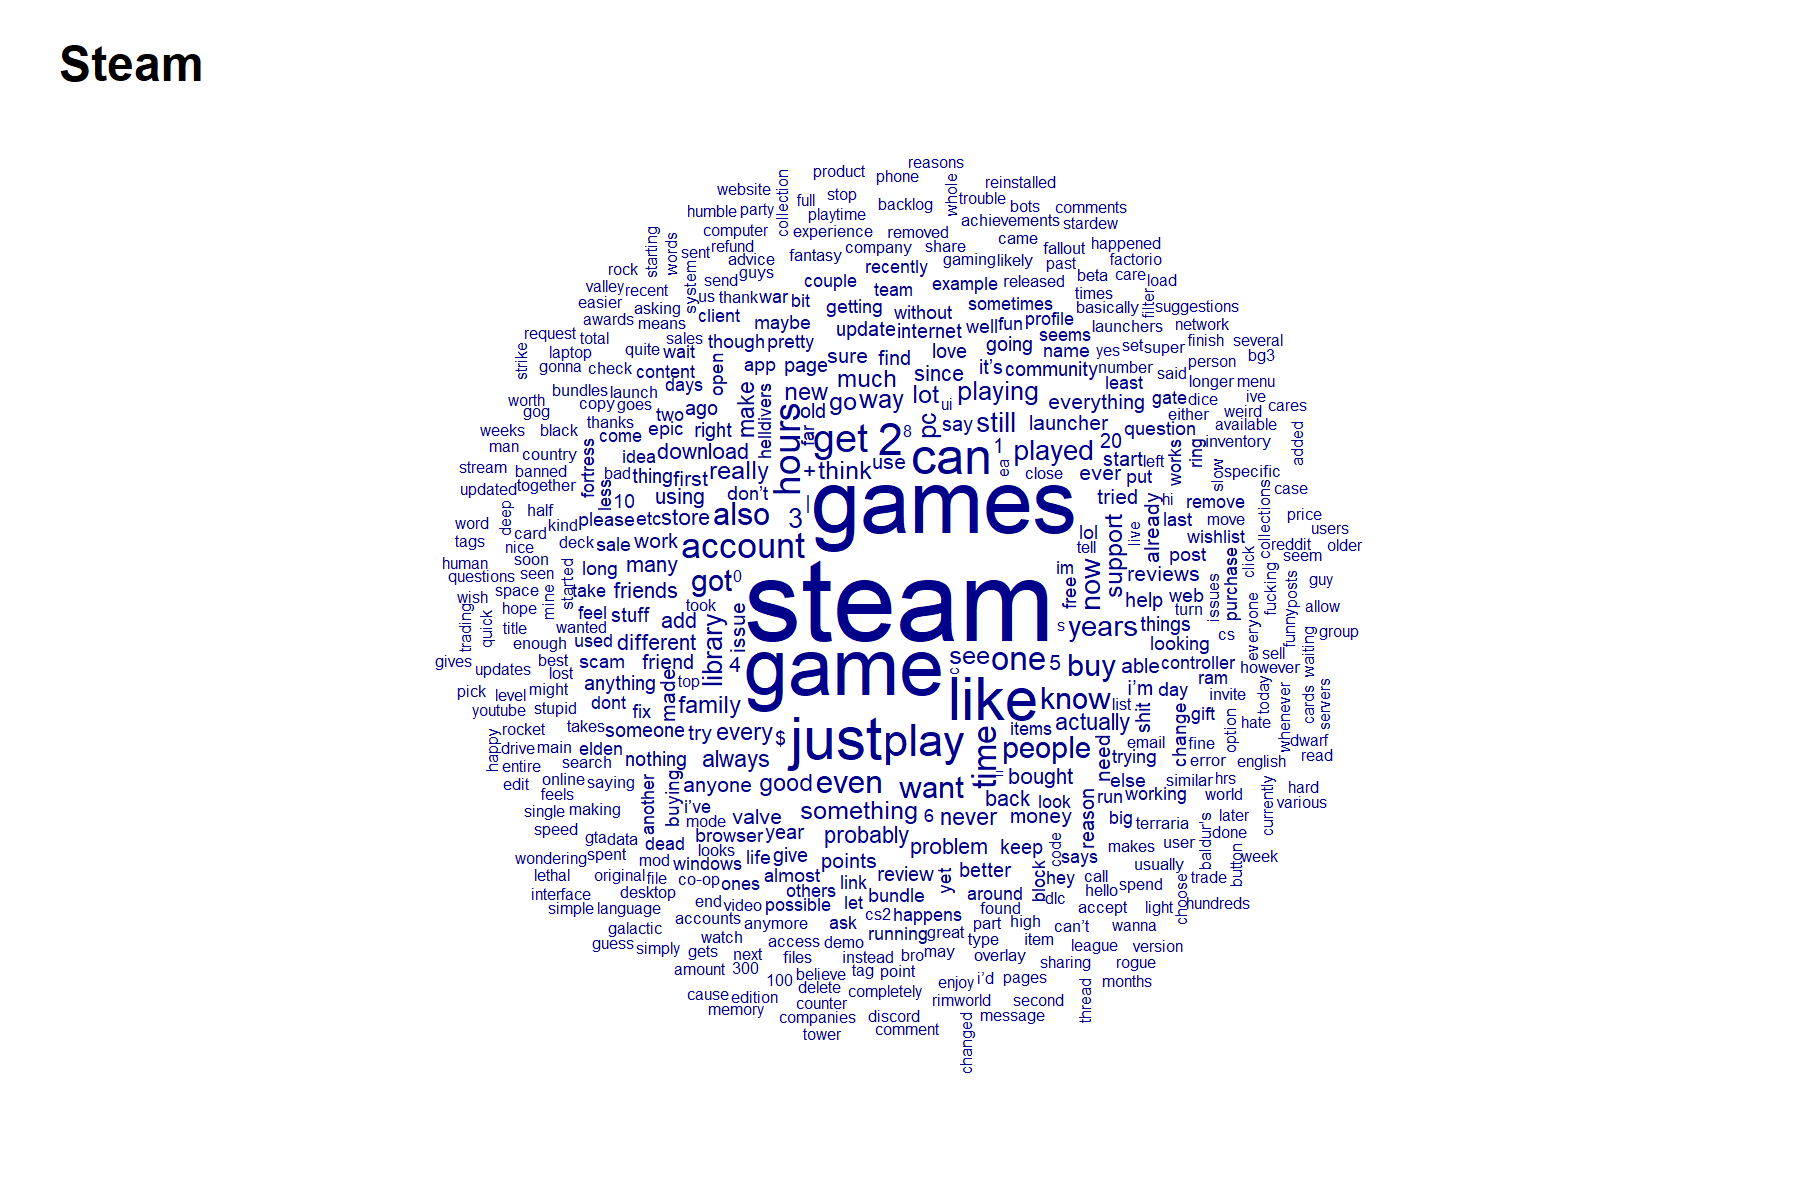 Steam
reasons
product phone whole reinstalled
website collection full stop backlog trouble
humble party playtime achievements bots comments
computer experience removed stardew
starting words sent refund company share came fallout happened
advice fantasy gaming likely past factorio
rock system send guys couple recently example released beta care load
valley recent us thank war bit team sometimes times filter suggestions
easier asking client getting without basically
awards means maybe update internet well fun profile launchers network
request total sales though pretty seems finish several
strike laptop quite wait sure find love going name yes set super person bg3
gonna check content app page since it's community number said
bundles launch days open much least longer menu
worth copy goes make helldivers new go way lot ui playing everything gate dice ive cares
gog two ago hours old far pc either weird
weeks black thanks epic right get 2 8 say still launcher question available
man country fortress come idea download can 1 played 20 works ring inventory added
stream banned bad thing first really + think use ea close ever start left slow specific
updated together less 10 using don't games put tried hi remove collections case
word deep half please etc store also 3 | already last move price
tags card kind account lol support live wishlist users
nice deck sale work tell post click reddit older
human soon long many im reviews purchase seem
questions seen started take friends got 0 steam free now web issues fucking posts guy
wish space mine took help turn
trading quick hope feel stuff add library issue s years things cs everyone funny allow
title wanted looking group
gives enough used different 4 game c see one 5 buy able controller sell waiting
updates best scam friend ram however
pick lost anything top like know i'm day invite today
level might dont made family list shit gift whenever cards servers
youtube stupid fix just play time items actually change option hate
happy rocket takes someone try every $ people need email fine dwarf
drive main elden nothing always trying error english read
entire search
edit online saying another buying anyone good even want = bought else similar hrs hard
feels i've back look run working world currently various
single making mode valve something 6 never money reason big baldur's later
speed gta data dead browser year probably terraria done
wondering spent looks problem keep code makes user button week
mod windows life give points says usually
lethal original file co-op ones almost review yet better block hey call trade
interface desktop others link bundle around dlc hello spend choose
simple language end video possible let cs2 happens found accept light hundreds
galactic accounts anymore ask running great part high can't wanna
guess simply watch access demo type item league version
gets next files instead bro may overlay sharing rogue
amount 300 100 believe tag point enjoy i'd pages months
cause edition delete completely rimworld second thread
memory counter
companies discord changed message
tower comment